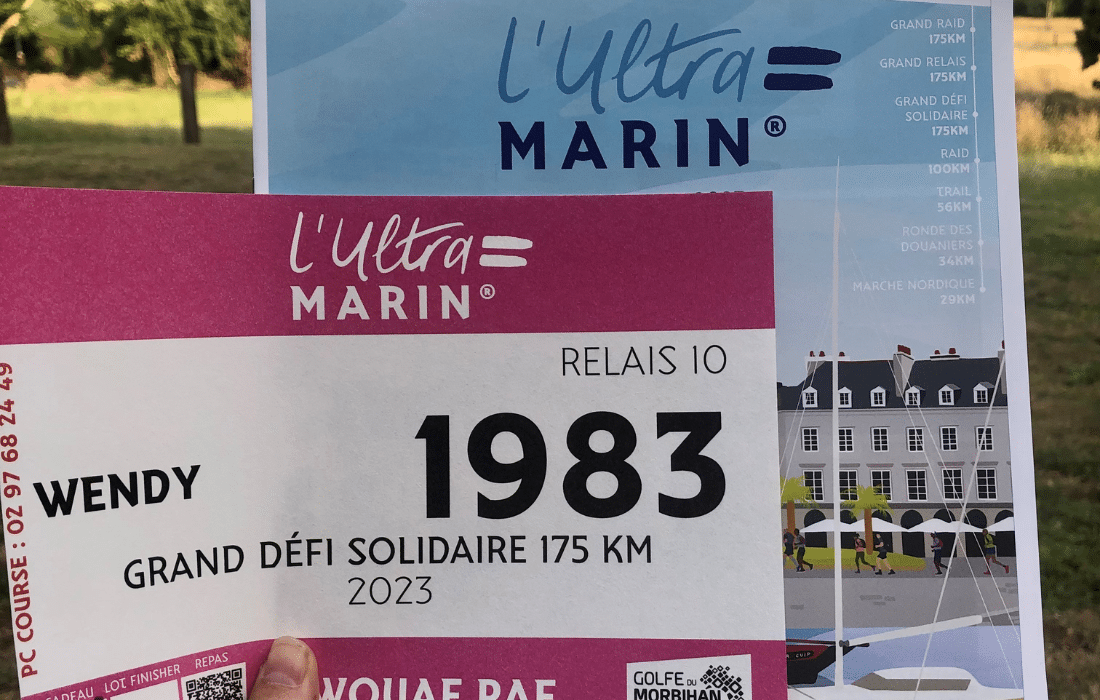 L'Ultra
MARIN®
GRAND RAID
175KM
GRAND RELAIS
175KM
GRAND DÉFI
SOLIDAIRE
175KM
RAID
100KM
TRAIL
56KM
RONDE DES
DOUANIERS
34KM
MARCHE NORDIQUE
29KM
L'Ultra
MARIN®
RELAIS 10
1983
WENDY
GRAND DÉFI SOLIDAIRE 175 KM
2023
PC COURSE : 02 97 68 24 49
LOT FINISHER
REPAS
WOUAF PAF
GOLFE DU
MORBIHAN